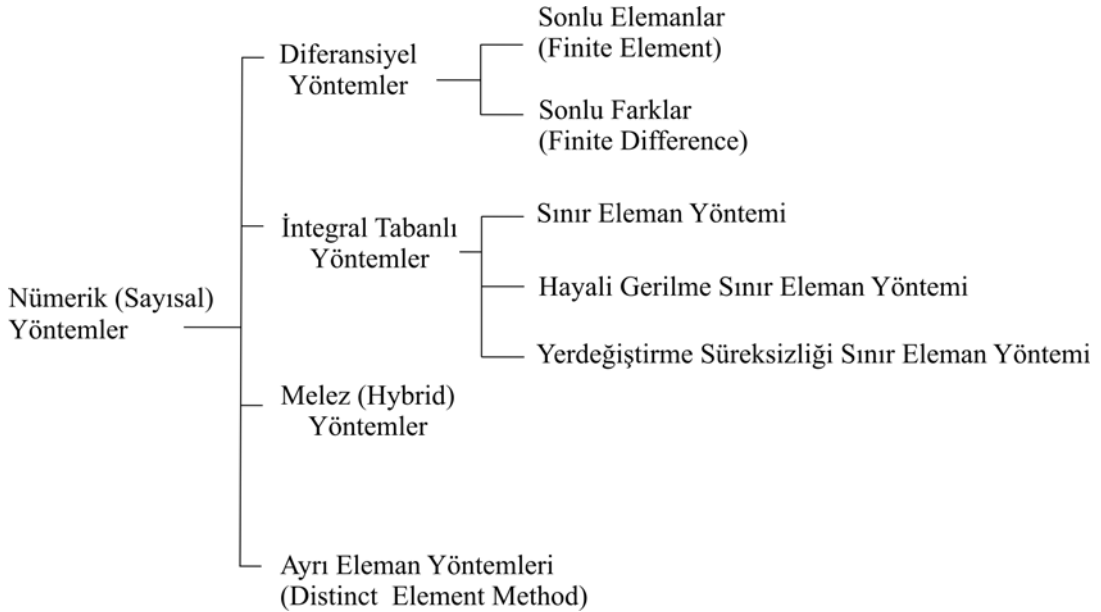 Nümerik (Sayısal)
Yöntemler
Diferansiyel
Yöntemler
Sonlu Elemanlar
(Finite Element)
Sonlu Farklar
(Finite Difference)
İntegral Tabanlı
Yöntemler
Sınır Eleman Yöntemi
Hayali Gerilme Sınır Eleman Yöntemi
Yerdeğiştirme Süreksizliği Sınır Eleman Yöntemi
Melez (Hybrid)
Yöntemler
Ayrı Eleman Yöntemleri
(Distinct Element Method)